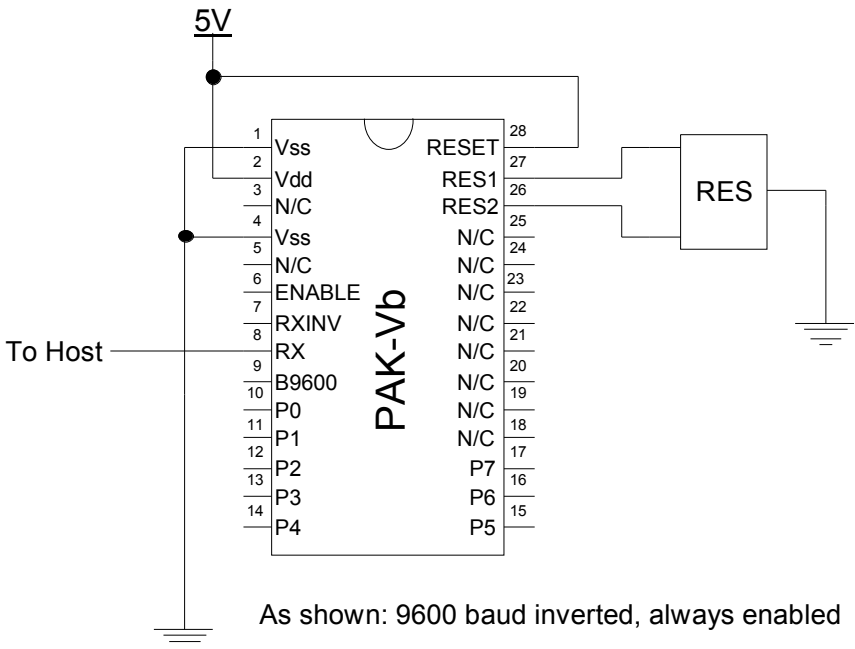 5V
1
Vss
2
Vdd
3
N/C
4
Vss
5
N/C
6
ENABLE
7
RXINV
8
To Host
RX
9
B9600
10
P0
11
P1
12
P2
13
P3
14
P4
PAK-Vb
28
RESET
27
RES1
26
RES2
25
N/C
24
N/C
23
N/C
22
N/C
21
N/C
20
N/C
19
N/C
18
N/C
17
P7
16
P6
15
P5
RES
As shown: 9600 baud inverted, always enabled